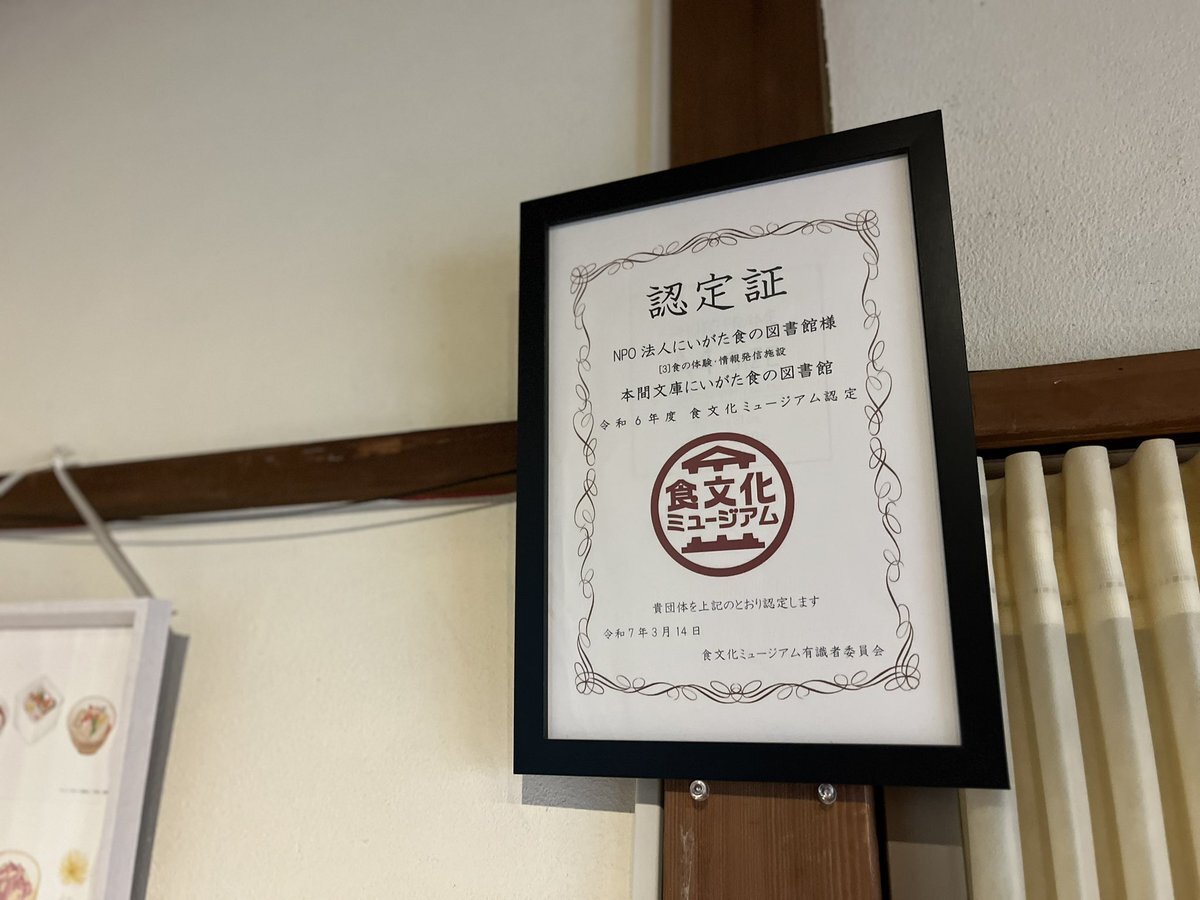 認定証
NPO法人にいがた食の図書館様
[3]食の体験・情報発信施設
本間文庫にいがた食の図書館
令和6年度 食文化ミュージアム認定
食文化
ミュージアム
貴団体を上記のとおり認定します
令和7年3月14日
食文化ミュージアム有識者委員会